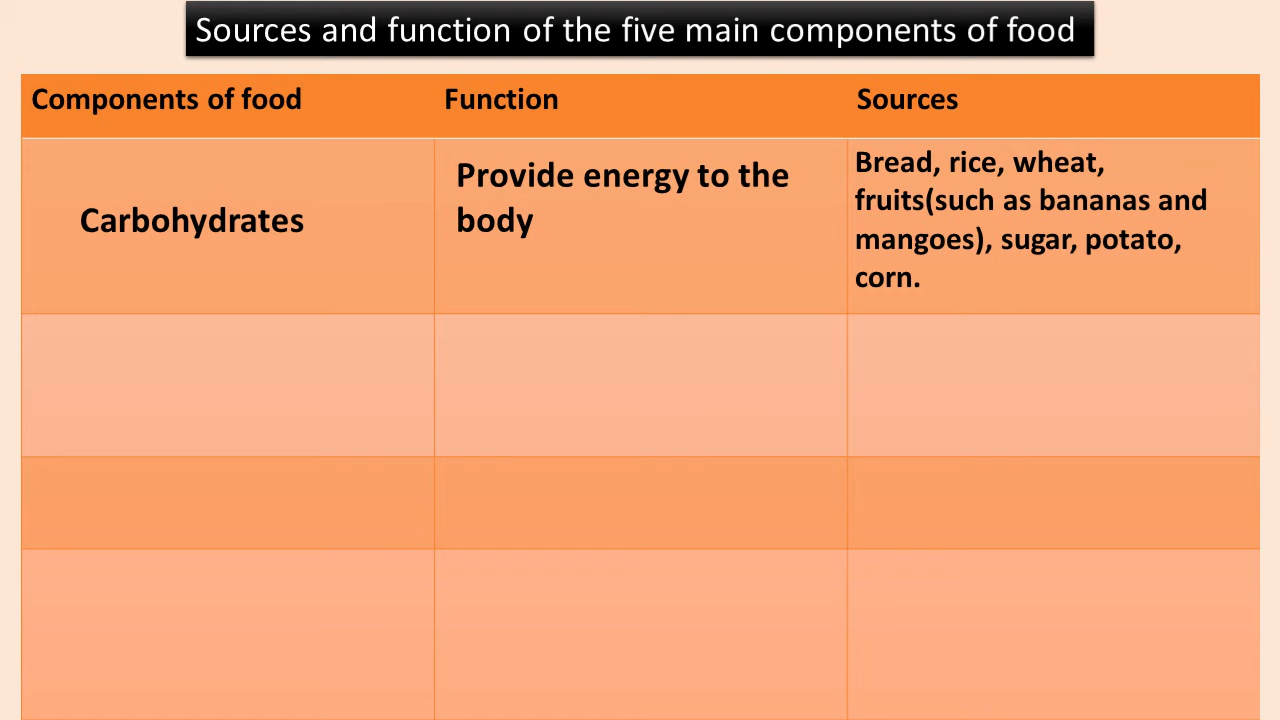 Sources and function of the five main components of food
Components of food
Function
Sources
Carbohydrates
Provide energy to the
body
Bread, rice, wheat,
fruits(such as bananas and
mangoes), sugar, potato,
corn.